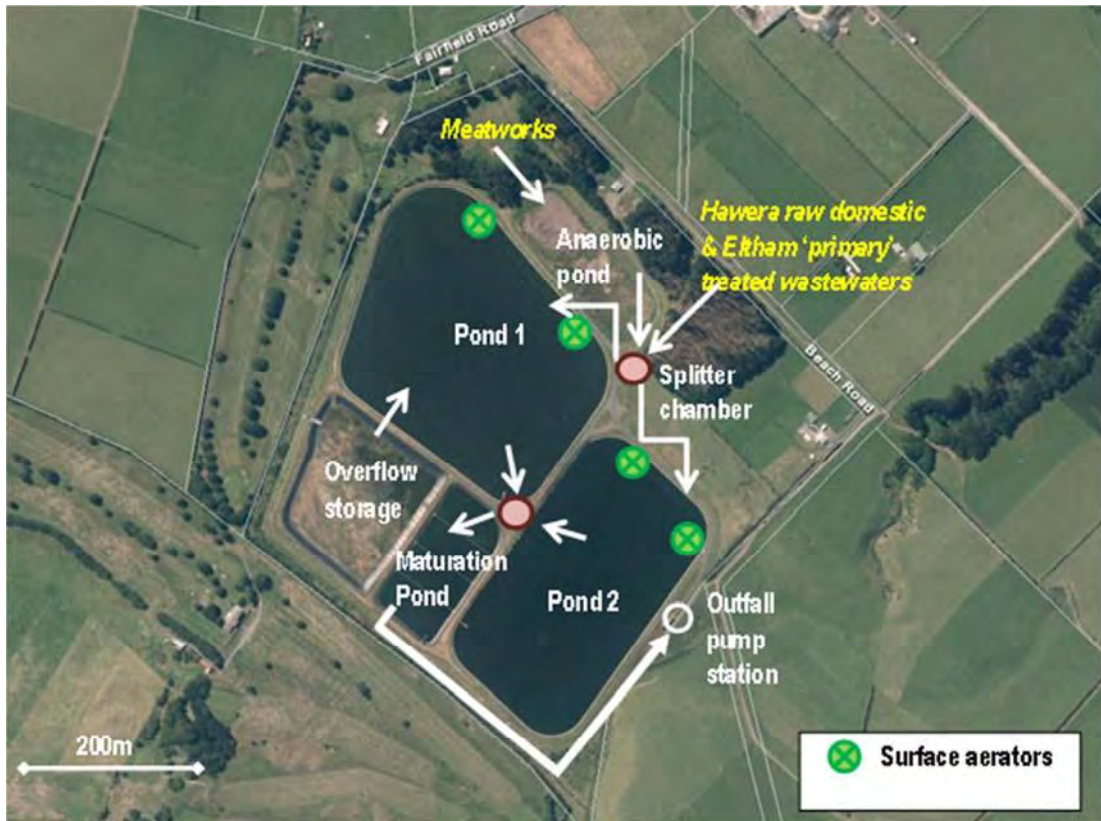 Fairfield Road
Meatworks
Hawera raw domestic
& Eltham ‘primary’
treated wastewaters
Anaerobic
pond
Pond 1
Splitter
chamber
Beach Road
Overflow
storage
Maturation
Pond
Pond 2
Outfall
pump
station
200m
Surface aerators